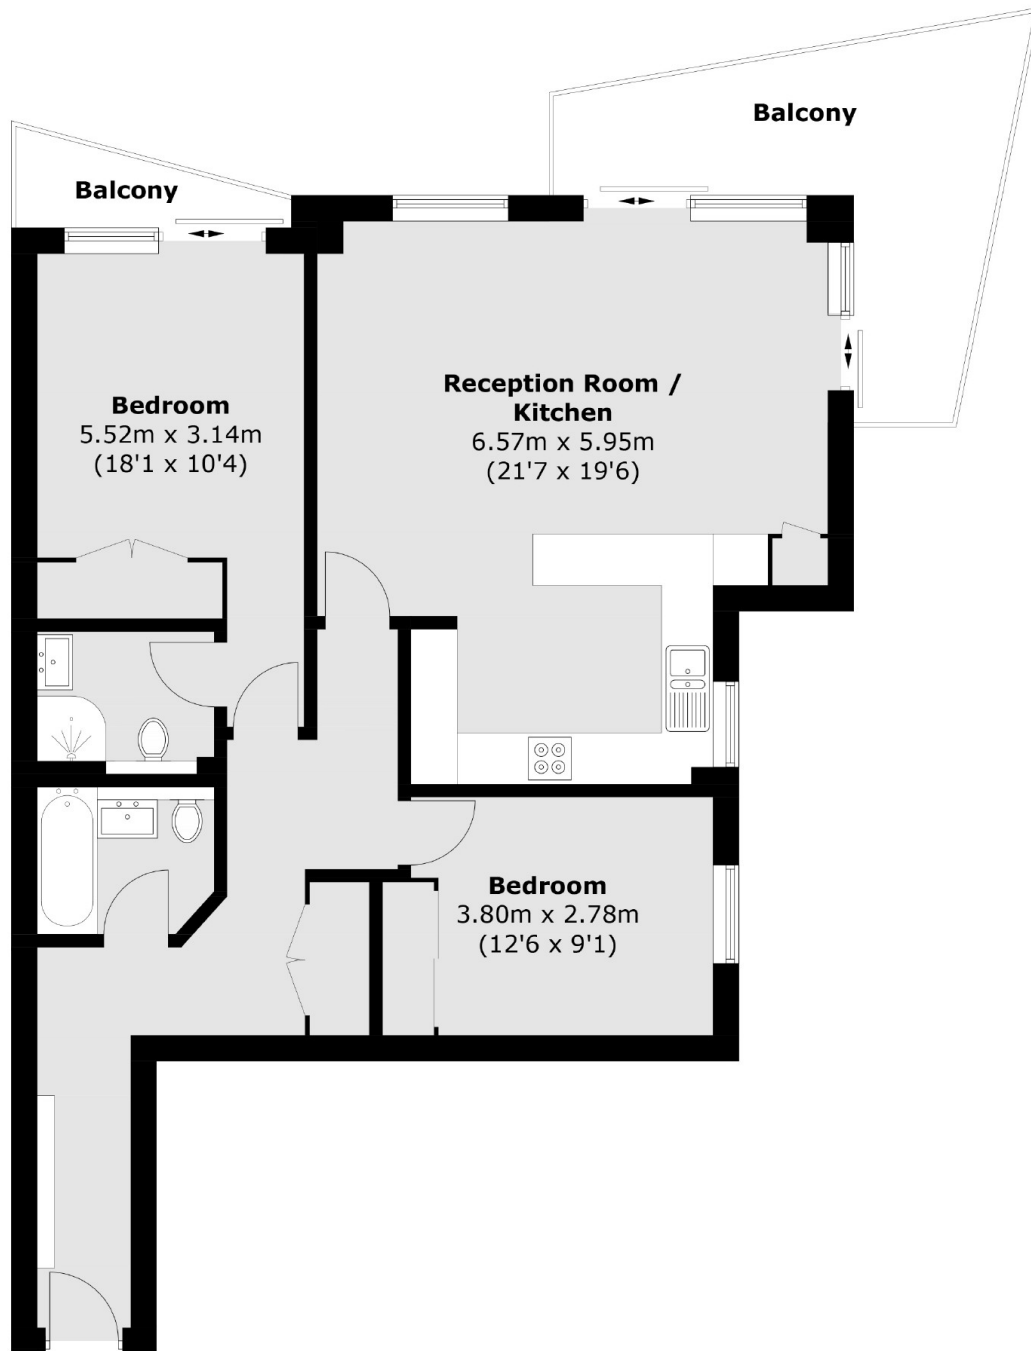 Balcony
Balcony
Reception Room /
Kitchen
6.57m x 5.95m
(21'7 x 19'6)
Bedroom
5.52m x 3.14m
(18'1 x 10'4)
Bedroom
3.80m x 2.78m
(12'6 x 9'1)